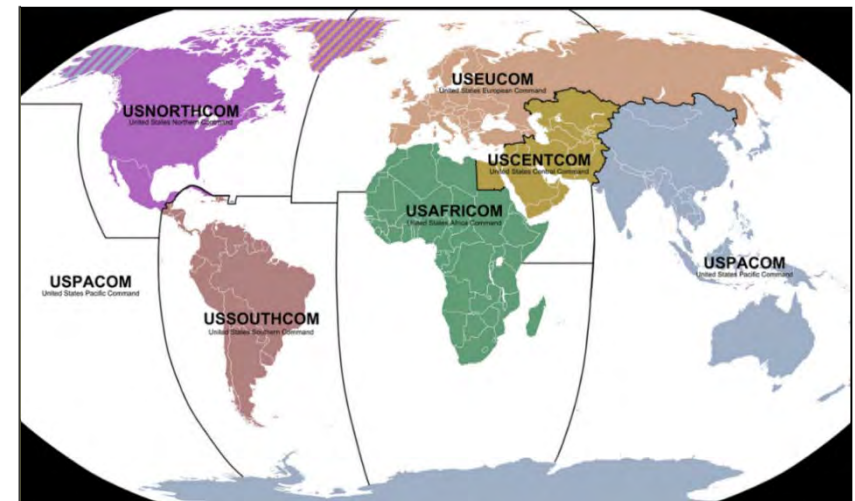 USEUCOM
United States European Command
USNORTHCOM
United States Northern Command
USCENTCOM
United States Central Command
USAFRICOM
United States Africa Command
USPACOM
United States Pacific Command
USPACOM
United States Pacific Command
USSOUTHCOM
United States Southern Command